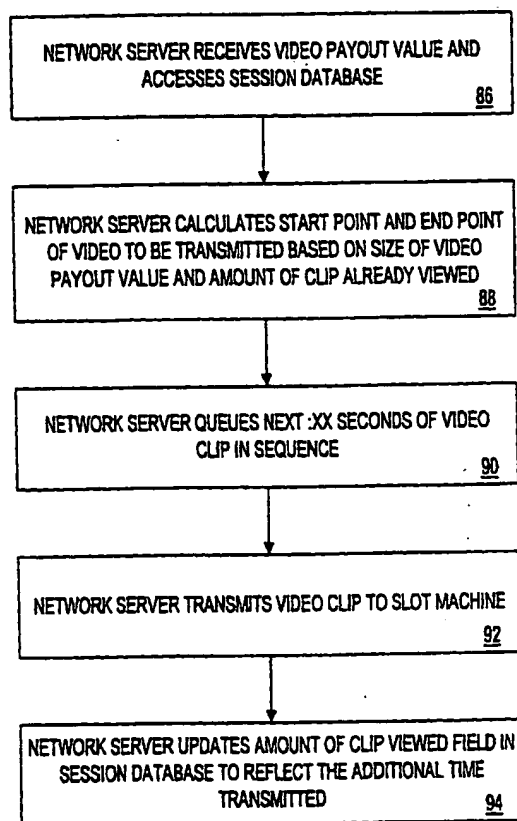 NETWORK SERVER RECEIVES VIDEO PAYOUT VALUE AND
ACCESSES SESSION DATABASE
86
NETWORK SERVER CALCULATES START POINT AND END POINT
OF VIDEO TO BE TRANSMITTED BASED ON SIZE OF VIDEO
PAYOUT VALUE AND AMOUNT OF CLIP ALREADY VIEWED
88
NETWORK SERVER QUEUES NEXT :XX SECONDS OF VIDEO
CLIP IN SEQUENCE
90
NETWORK SERVER TRANSMITS VIDEO CLIP TO SLOT MACHINE
92
NETWORK SERVER UPDATES AMOUNT OF CLIP VIEWED FIELD IN
SESSION DATABASE TO REFLECT THE ADDITIONAL TIME
TRANSMITTED
94